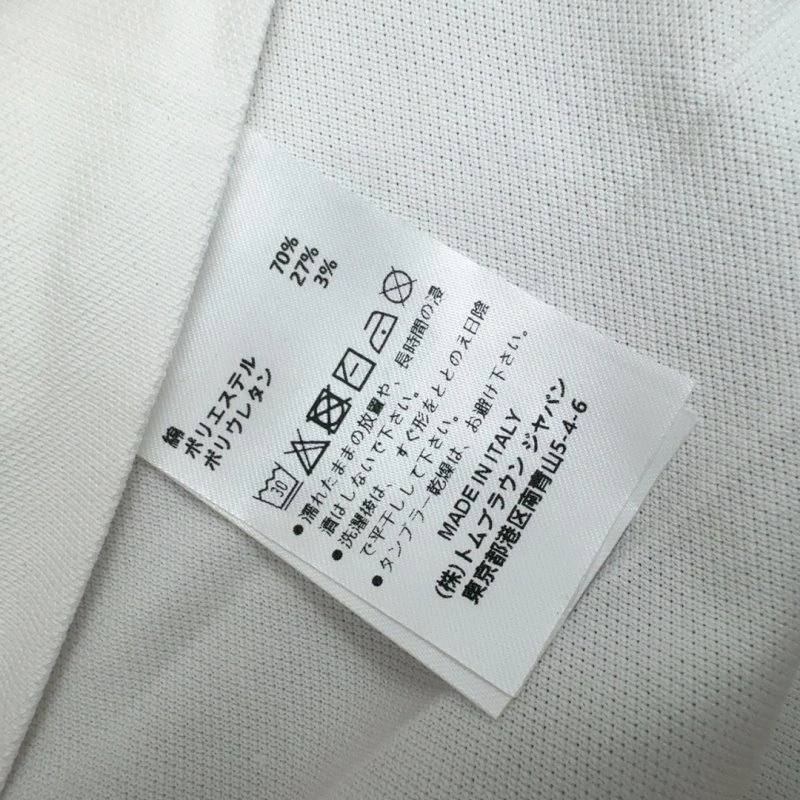 綿 70%
ポリエステル 27%
ポリウレタン 3%
30
●濡れたままの放置や、長時間の浸
漬はしないで下さい。
●洗濯後は、すぐ形をととのえ日陰
で平干しして下さい。
●タンブラー乾燥は、お避け下さい。
MADE IN ITALY
(株)トムブラウン ジャパン
東京都港区南青山5-4-6